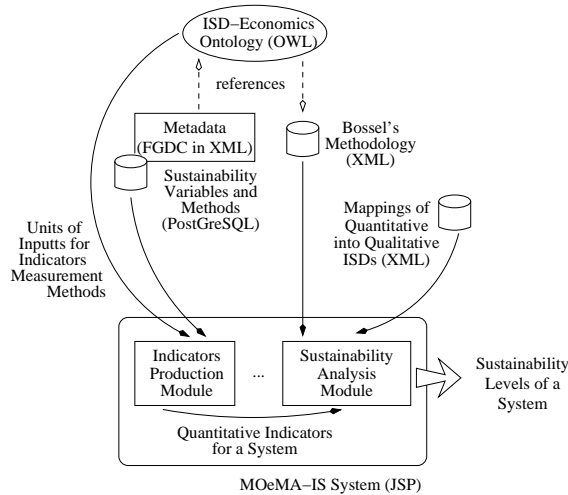 ISD–Economics
Ontology (OWL)
references
Metadata
(FGDC in XML)
Bossel's
Methodology
(XML)
Sustainability
Variables and
Methods
(PostGreSQL)
Mappings of
Quantitative
into Qualitative
ISDs (XML)
Units of
Inputts for
Indicators
Measurement
Methods
Indicators
Production
Module
...
Sustainability
Analysis
Module
Sustainability
Levels of a
System
Quantitative Indicators
for a System
MOeMA–IS System (JSP)